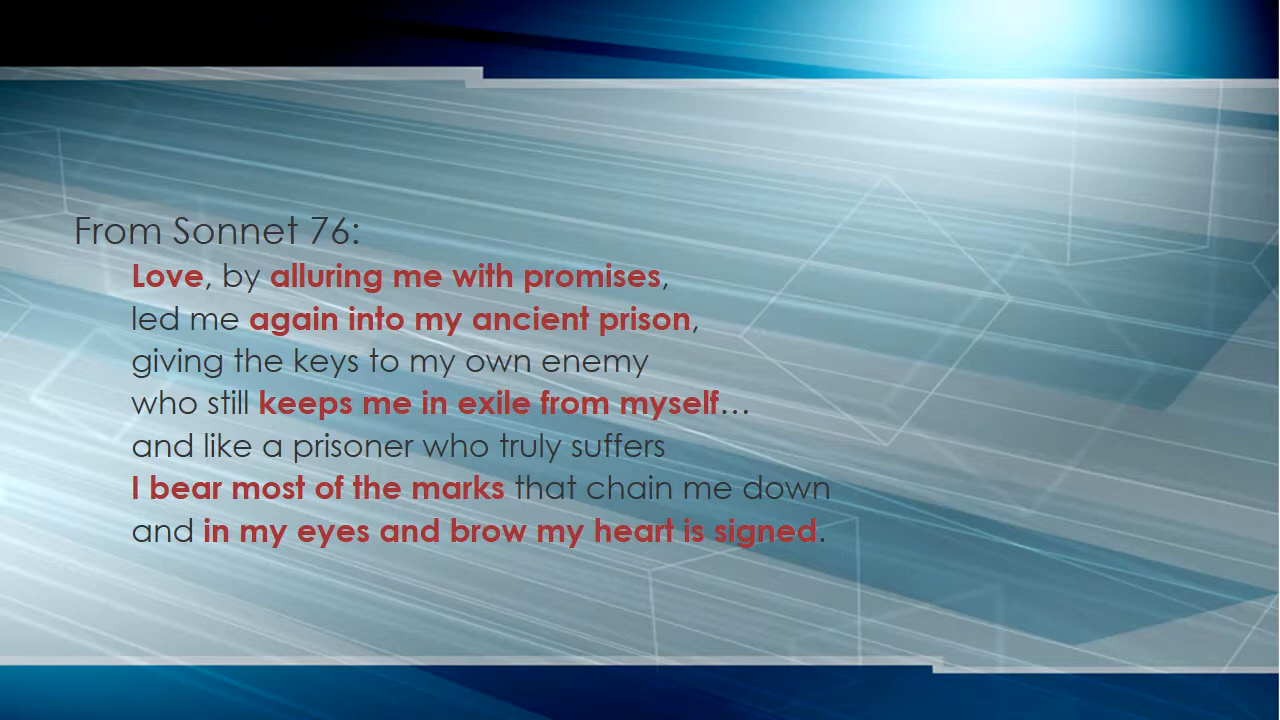 From Sonnet 76:
Love, by alluring me with promises,
led me again into my ancient prison,
giving the keys to my own enemy
who still keeps me in exile from myself…
and like a prisoner who truly suffers
I bear most of the marks that chain me down
and in my eyes and brow my heart is signed.